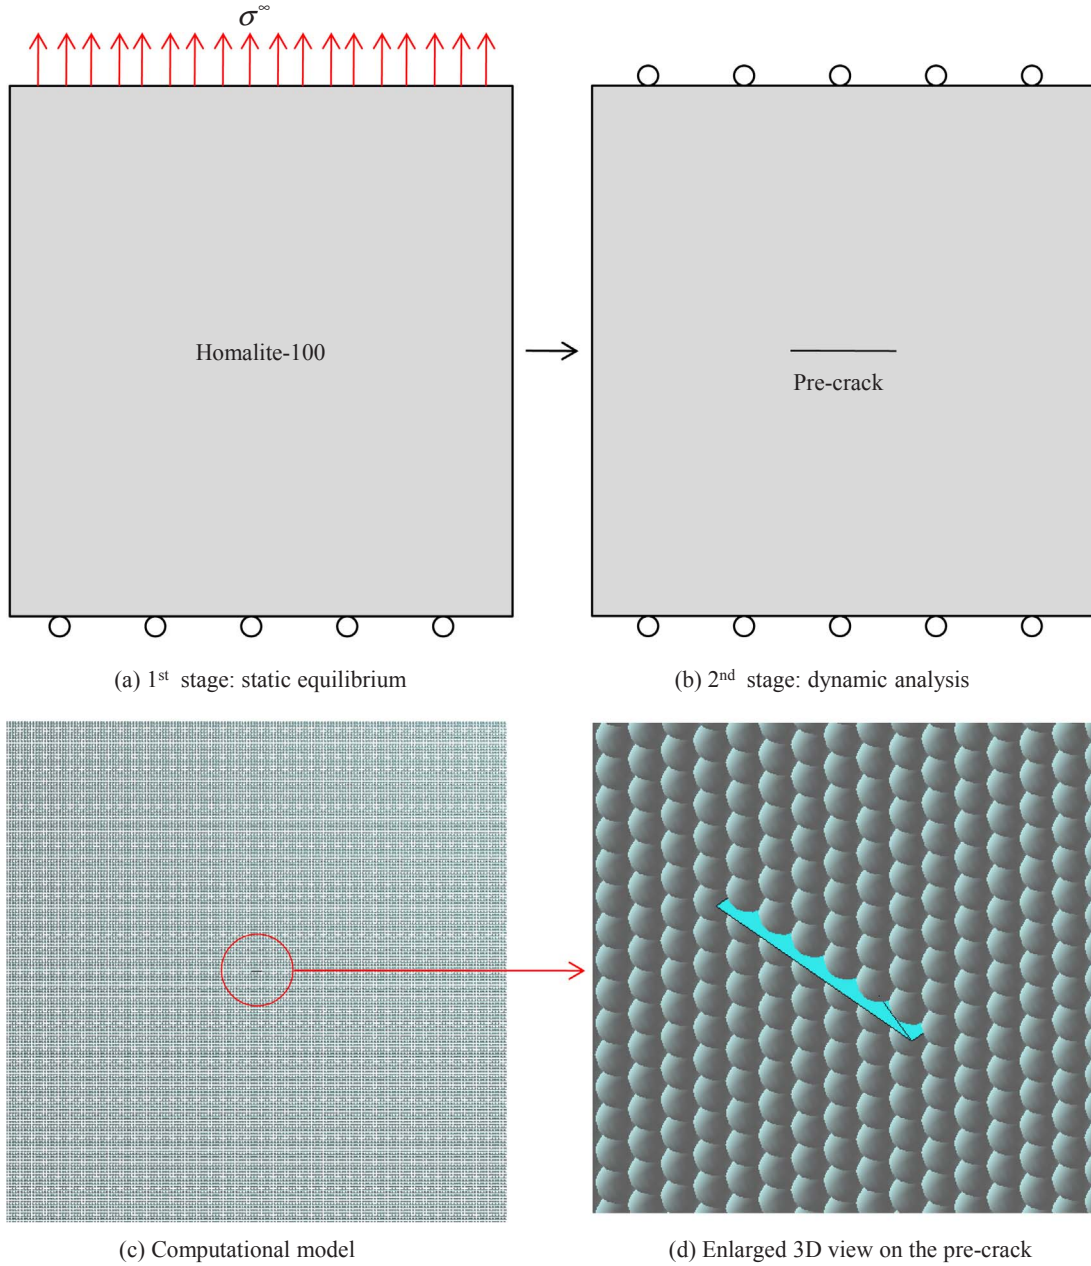 σ^∞
Homalite-100
Pre-crack
(a) 1st stage: static equilibrium
(b) 2nd stage: dynamic analysis
(c) Computational model
(d) Enlarged 3D view on the pre-crack